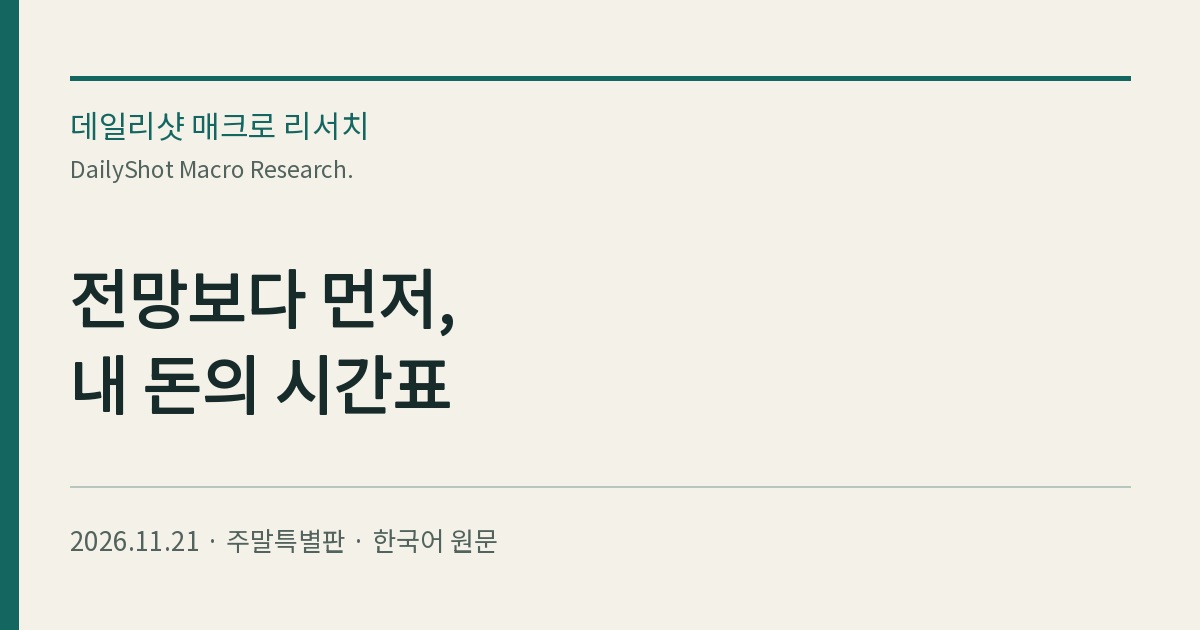 데일리샷 매크로 리서치
DailyShot Macro Research.
전망보다 먼저,
내 돈의 시간표
2026.11.21 · 주말특별판 · 한국어 원문